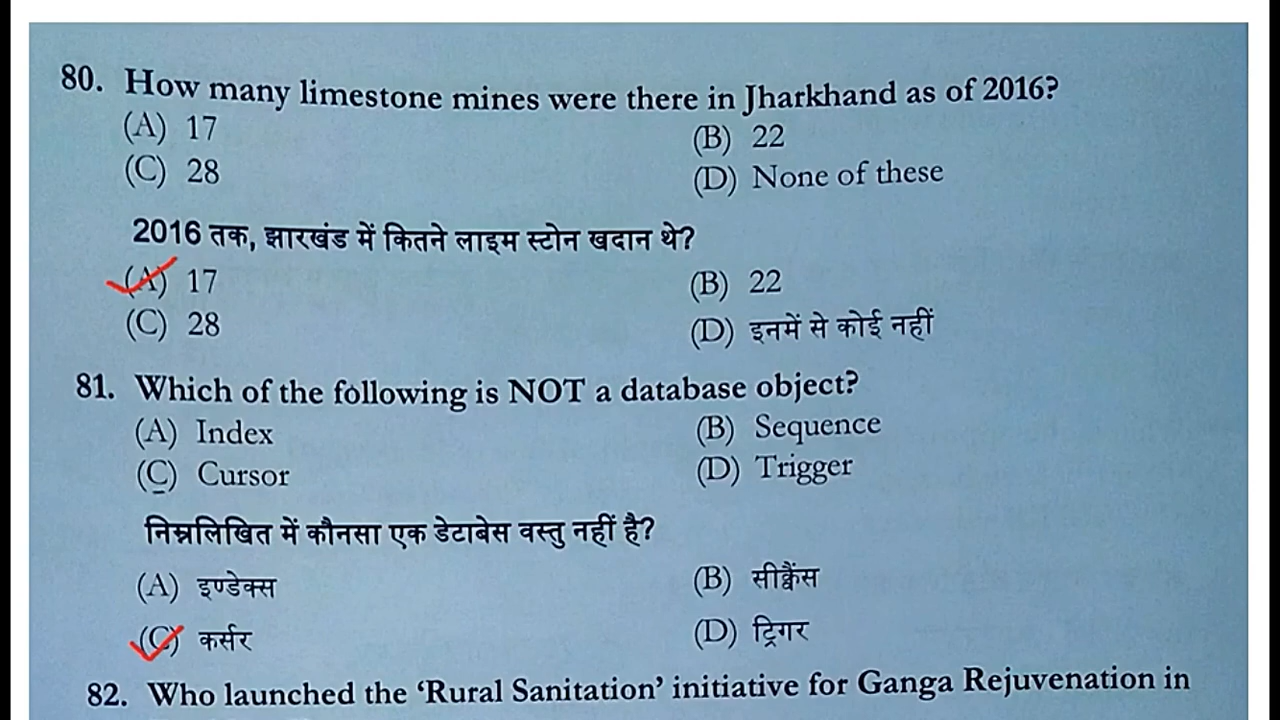 80. How many limestone mines were there in Jharkhand as of 2016?
(A) 17 (B) 22
(C) 28 (D) None of these
2016 तक, झारखंड में कितने लाइम स्टोन खदान थे?
(A) 17 (B) 22
(C) 28 (D) इनमें से कोई नहीं
81. Which of the following is NOT a database object?
(A) Index (B) Sequence
(C) Cursor (D) Trigger
निम्नलिखित में कौनसा एक डेटाबेस वस्तु नहीं है?
(A) इण्डेक्स (B) सीक्वैंस
(C) कर्सर (D) ट्रिगर
82. Who launched the ‘Rural Sanitation’ initiative for Ganga Rejuvenation in